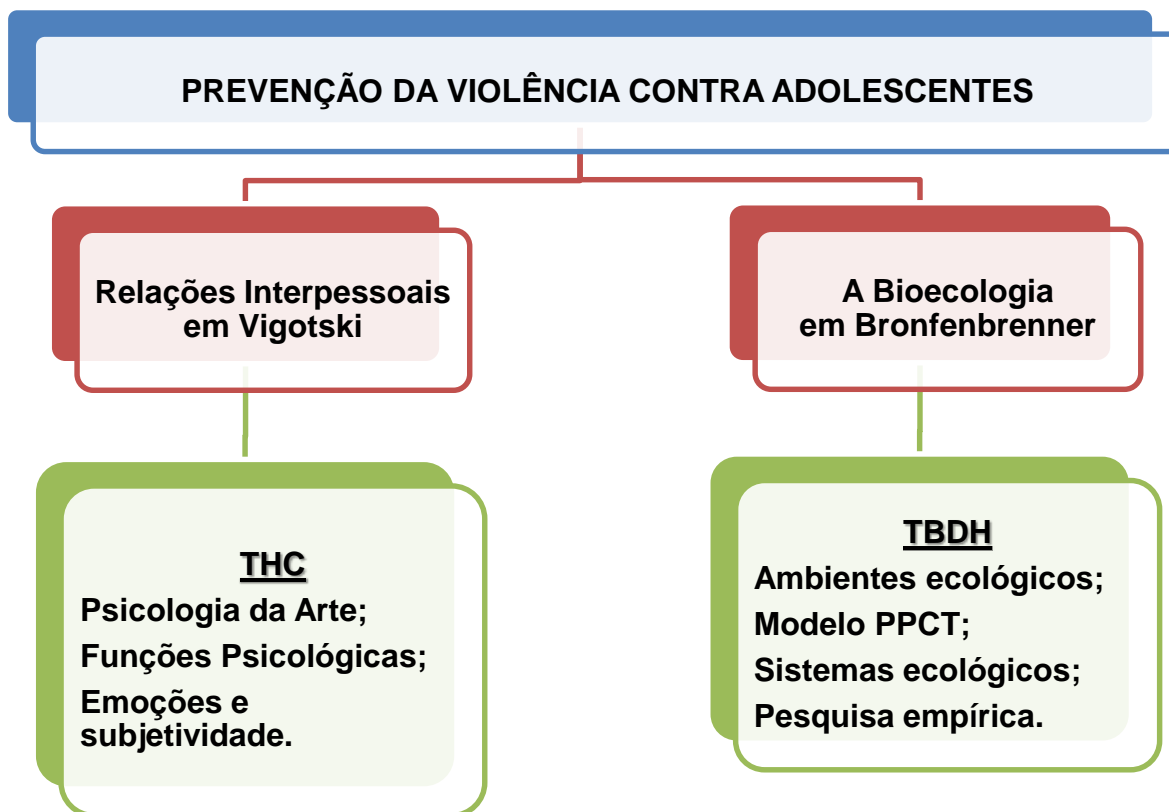 PREVENÇÃO DA VIOLÊNCIA CONTRA ADOLESCENTES
Relações Interpessoais
em Vigotski
A Bioecologia
em Bronfenbrenner
THC
Psicologia da Arte;
Funções Psicológicas;
Emoções e
subjetividade.
TBDH
Ambientes ecológicos;
Modelo PPCT;
Sistemas ecológicos;
Pesquisa empírica.